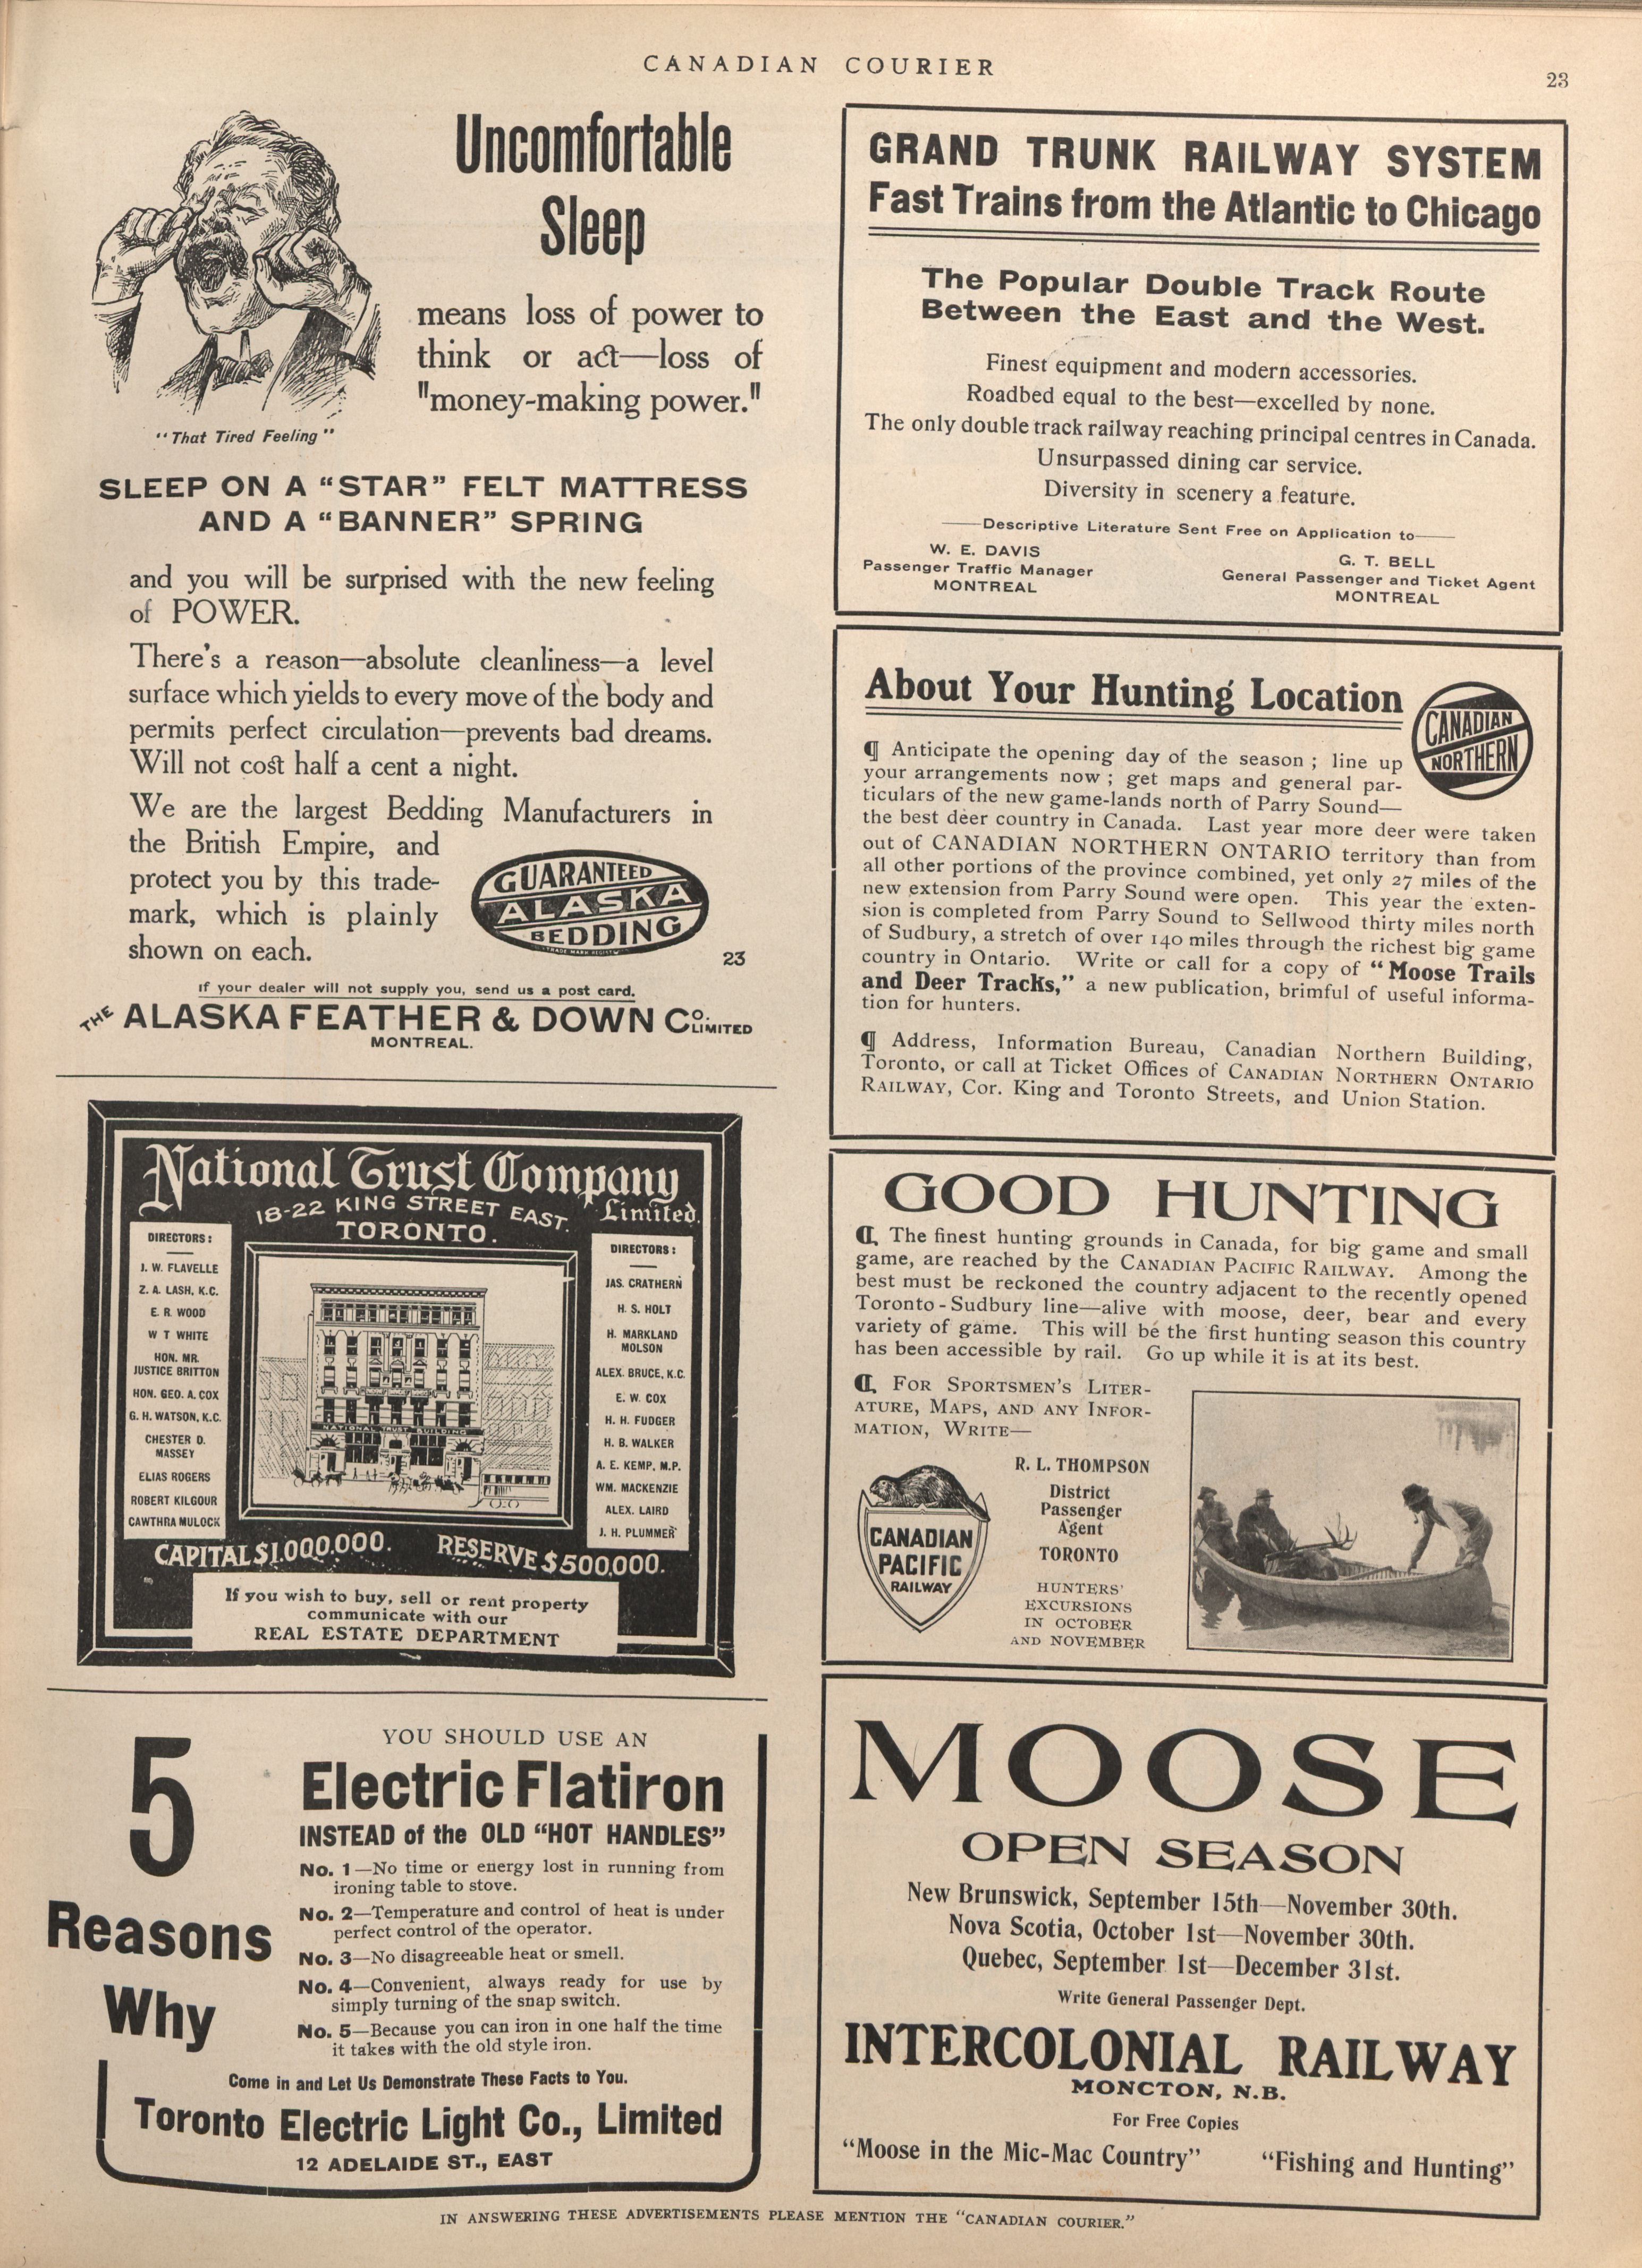 CANADIAN COURIER
23
Uncomfortable
Sleep
means loss of power to
think or act—loss of
"money-making power."
"That Tired Feeling"
SLEEP ON A "STAR" FELT MATTRESS
AND A "BANNER" SPRING
and you will be surprised with the new feeling
of POWER.
There's a reason—absolute cleanliness—a level
surface which yields to every move of the body and
permits perfect circulation—prevents bad dreams.
Will not cost half a cent a night.
We are the largest Bedding Manufacturers in
the British Empire, and
protect you by this trade-
mark, which is plainly
shown on each.
GUARANTEED
ALASKA
BEDDING
23
If your dealer will not supply you, send us a post card.
THE ALASKA FEATHER & DOWN CO. LIMITED
MONTREAL.
National Trust Company
Limited.
18-22 KING STREET EAST.
TORONTO.
DIRECTORS:
J. W. FLAVELLE
Z. A. LASH, K.C.
E. R. WOOD
W T WHITE
HON. MR.
JUSTICE BRITTON
HON. GEO. A. COX
G. H. WATSON, K.C.
CHESTER D.
MASSEY
ELIAS ROGERS
ROBERT KILGOUR
CAWTHRA MULOCK
NATIONAL TRUST BUILDING
DIRECTORS:
JAS. CRATHERN
H. S. HOLT
H. MARKLAND
MOLSON
ALEX. BRUCE, K.C.
E. W. COX
H. H. FUDGER
H. B. WALKER
A. E. KEMP, M.P.
WM. MACKENZIE
ALEX. LAIRD
J. H. PLUMMER
CAPITAL $1,000,000. RESERVE $500,000.
If you wish to buy, sell or rent property
communicate with our
REAL ESTATE DEPARTMENT
5
Reasons
Why
YOU SHOULD USE AN
Electric Flatiron
INSTEAD of the OLD "HOT HANDLES"
No. 1—No time or energy lost in running from
ironing table to stove.
No. 2—Temperature and control of heat is under
perfect control of the operator.
No. 3—No disagreeable heat or smell.
No. 4—Convenient, always ready for use by
simply turning of the snap switch.
No. 5—Because you can iron in one half the time
it takes with the old style iron.
Come in and Let Us Demonstrate These Facts to You.
Toronto Electric Light Co., Limited
12 ADELAIDE ST., EAST
GRAND TRUNK RAILWAY SYSTEM
Fast Trains from the Atlantic to Chicago
The Popular Double Track Route
Between the East and the West.
Finest equipment and modern accessories.
Roadbed equal to the best—excelled by none.
The only double track railway reaching principal centres in Canada.
Unsurpassed dining car service.
Diversity in scenery a feature.
—Descriptive Literature Sent Free on Application to—
W. E. DAVIS
Passenger Traffic Manager
MONTREAL
G. T. BELL
General Passenger and Ticket Agent
MONTREAL
About Your Hunting Location
CANADIAN
NORTHERN
¶ Anticipate the opening day of the season ; line up
your arrangements now ; get maps and general par-
ticulars of the new game-lands north of Parry Sound—
the best deer country in Canada. Last year more deer were taken
out of CANADIAN NORTHERN ONTARIO territory than from
all other portions of the province combined, yet only 27 miles of the
new extension from Parry Sound were open. This year the exten-
sion is completed from Parry Sound to Sellwood thirty miles north
of Sudbury, a stretch of over 140 miles through the richest big game
country in Ontario. Write or call for a copy of "Moose Trails
and Deer Tracks," a new publication, brimful of useful informa-
tion for hunters.
¶ Address, Information Bureau, Canadian Northern Building,
Toronto, or call at Ticket Offices of CANADIAN NORTHERN ONTARIO
RAILWAY, Cor. King and Toronto Streets, and Union Station.
GOOD HUNTING
¶ The finest hunting grounds in Canada, for big game and small
game, are reached by the CANADIAN PACIFIC RAILWAY. Among the
best must be reckoned the country adjacent to the recently opened
Toronto-Sudbury line—alive with moose, deer, bear and every
variety of game. This will be the first hunting season this country
has been accessible by rail. Go up while it is at its best.
¶ FOR SPORTSMEN'S LITER-
ATURE, MAPS, AND ANY INFOR-
MATION, WRITE—
CANADIAN
PACIFIC
RAILWAY
R. L. THOMPSON
District
Passenger
Agent
TORONTO
HUNTERS'
EXCURSIONS
IN OCTOBER
AND NOVEMBER
MOOSE
OPEN SEASON
New Brunswick, September 15th—November 30th.
Nova Scotia, October 1st—November 30th.
Quebec, September 1st—December 31st.
Write General Passenger Dept.
INTERCOLONIAL RAILWAY
MONCTON, N.B.
For Free Copies
"Moose in the Mic-Mac Country" "Fishing and Hunting"
IN ANSWERING THESE ADVERTISEMENTS PLEASE MENTION THE "CANADIAN COURIER."